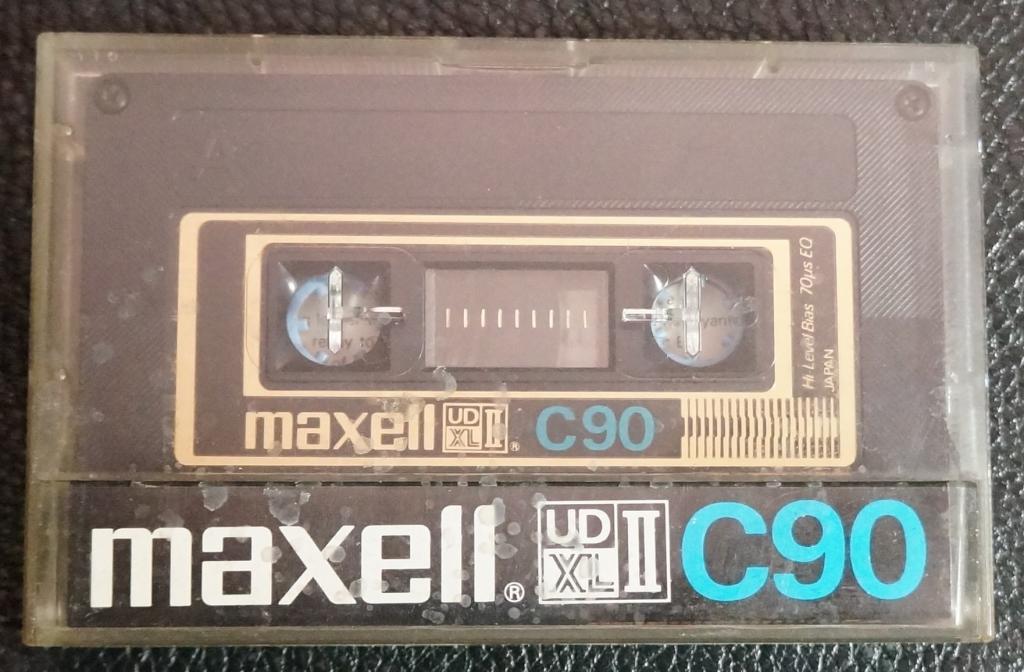 Hi-Level Bias 70µs EQ
JAPAN
maxell UD XL II ® C90
maxell ® UD XL II C90